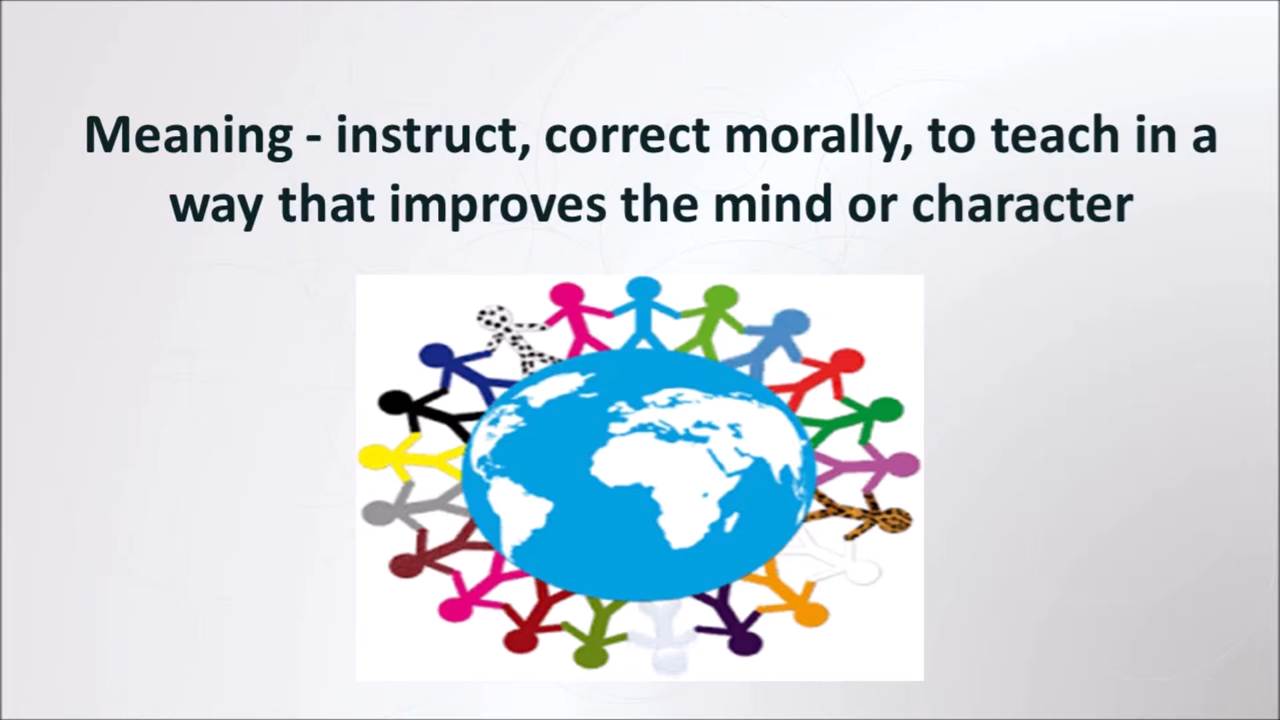 Meaning - instruct, correct morally, to teach in a
way that improves the mind or character